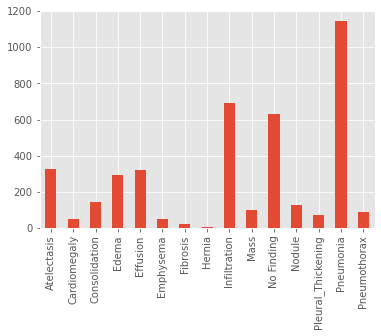 1200
1000
800
600
400
200
0
Atelectasis
Cardiomegaly
Consolidation
Edema
Effusion
Emphysema
Fibrosis
Hernia
Infiltration
Mass
No Finding
Nodule
Pleural_Thickening
Pneumonia
Pneumothorax